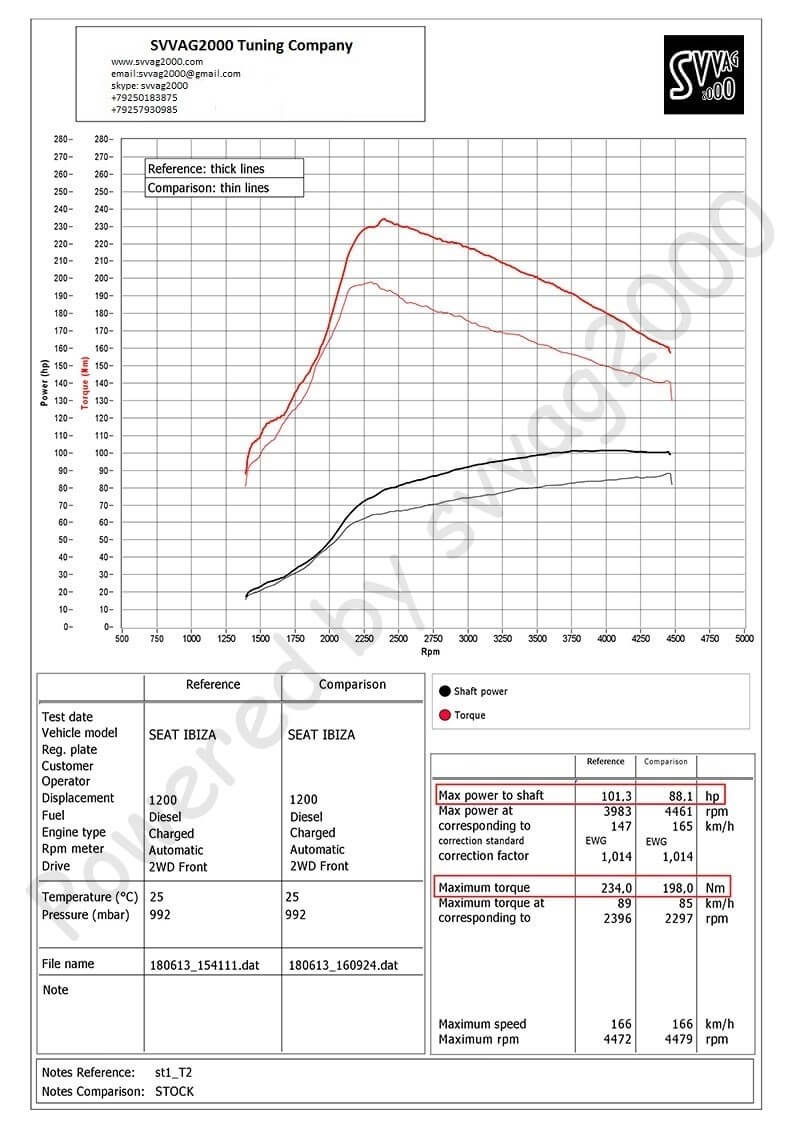 SVVAG2000 Tuning Company
www.svvag2000.com
email:svvag2000@gmail.com
skype: svvag2000
+79250183875
+79257930985
SVVAG
2000
280 280
270 270
260 260
250 250
240 240
230 230
220 220
210 210
200 200
190 190
180 180
170 170
160 160
150 150
140 140
130 130
120 120
110 110
100 100
90 90
80 80
70 70
60 60
50 50
40 40
30 30
20 20
10 10
0 0
Power (hp)
Torque (Nm)
Reference: thick lines
Comparison: thin lines
500 750 1000 1250 1500 1750 2000 2250 2500 2750 3000 3250 3500 3750 4000 4250 4500 4750 5000
Rpm
Powered by svvag2000
Reference Comparison
Test date
Vehicle model SEAT IBIZA SEAT IBIZA
Reg. plate
Customer
Operator
Displacement 1200 1200
Fuel Diesel Diesel
Engine type Charged Charged
Rpm meter Automatic Automatic
Drive 2WD Front 2WD Front
Temperature (°C) 25 25
Pressure (mbar) 992 992
File name 180613_154111.dat 180613_160924.dat
Note
Shaft power
Torque
Reference Comparison
Max power to shaft 101,3 88,1 hp
Max power at 3983 4461 rpm
corresponding to 147 165 km/h
correction standard EWG EWG
correction factor 1,014 1,014
Maximum torque 234,0 198,0 Nm
Maximum torque at 89 85 km/h
corresponding to 2396 2297 rpm
Maximum speed 166 166 km/h
Maximum rpm 4472 4479 rpm
Notes Reference: st1_T2
Notes Comparison: STOCK